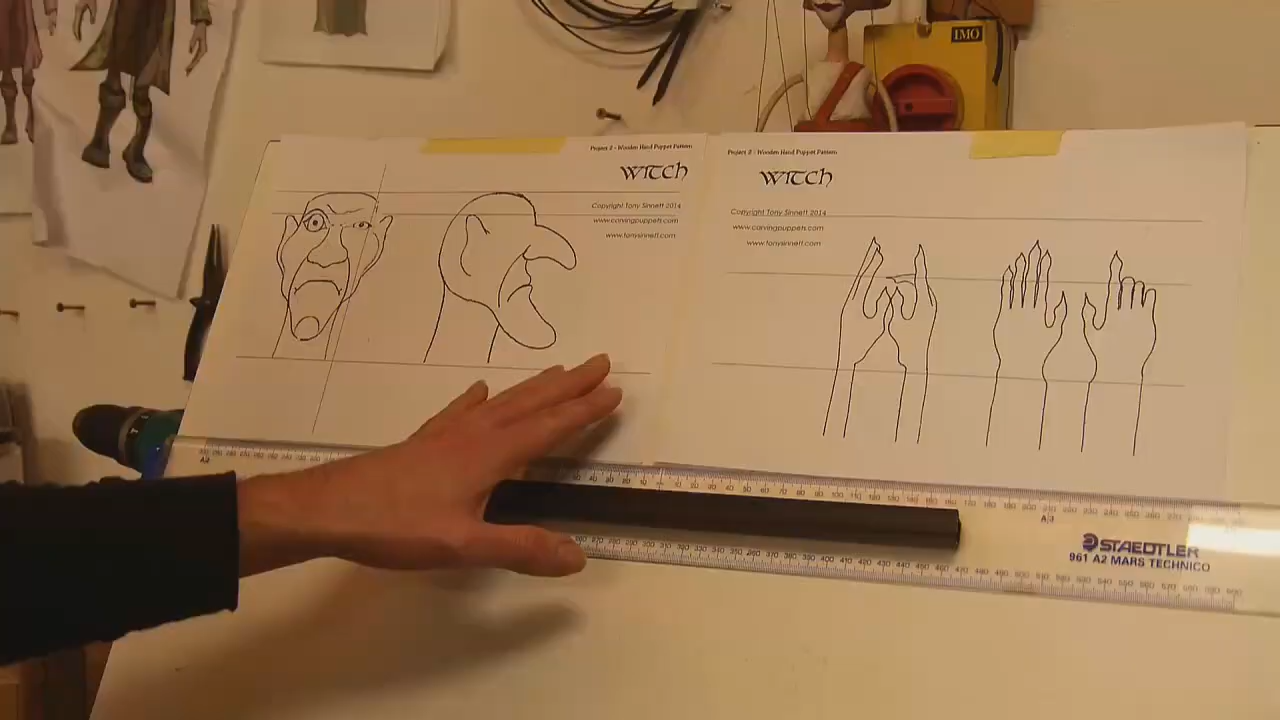 IMO
Project 2 - Wooden Hand Puppet Pattern
WITCH
Copyright Tony Sinnett 2014
www.carvingpuppets.com
www.tonysinnett.com
Project 2 - Wooden Hand Puppet Pattern
WITCH
Copyright Tony Sinnett 2014
www.carvingpuppets.com
www.tonysinnett.com
A2
A3
STAEDTLER
961 A2 MARS TECHNICO